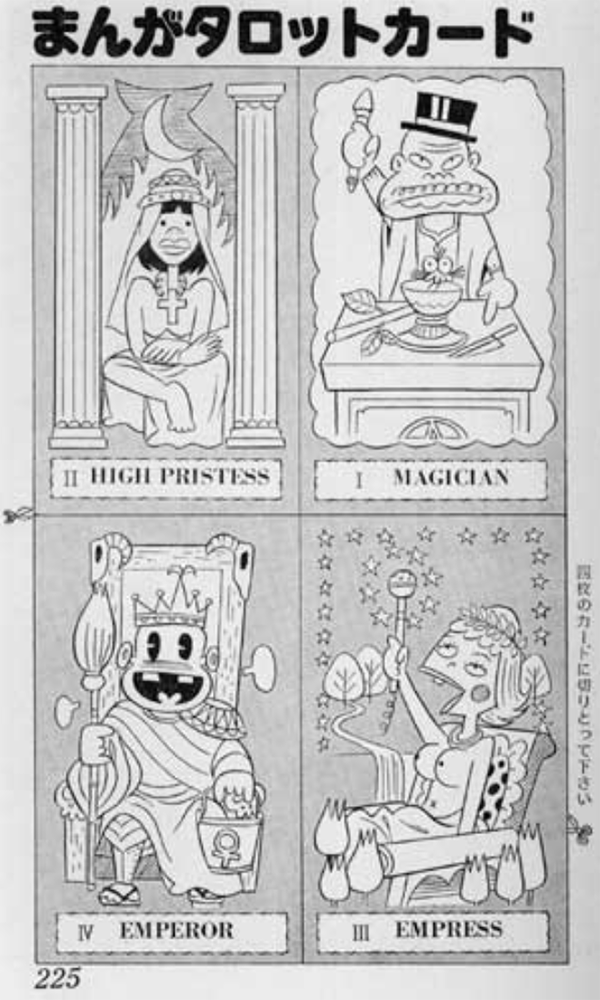 まんがタロットカード
II HIGH PRISTESS
I MAGICIAN
IV EMPEROR
III EMPRESS
四枚のカードに切りとって下さい
225